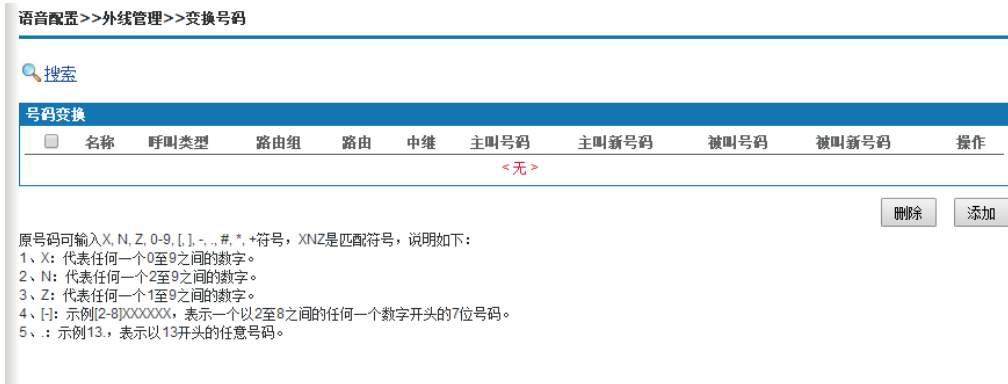 语音配置>>外线管理>>变换号码
搜索
号码变换
名称 呼叫类型 路由组 路由 中继 主叫号码 主叫新号码 被叫号码 被叫新号码 操作
<无>
删除 添加
原号码可输入X, N, Z, 0-9, [, ], -, ., #, *, +符号，XNZ是匹配符号，说明如下：
1、X：代表任何一个0至9之间的数字。
2、N：代表任何一个2至9之间的数字。
3、Z：代表任何一个1至9之间的数字。
4、[-]：示例[2-8]XXXXXX，表示一个以2至8之间的任何一个数字开头的7位号码。
5、.：示例13.，表示以13开头的任意号码。